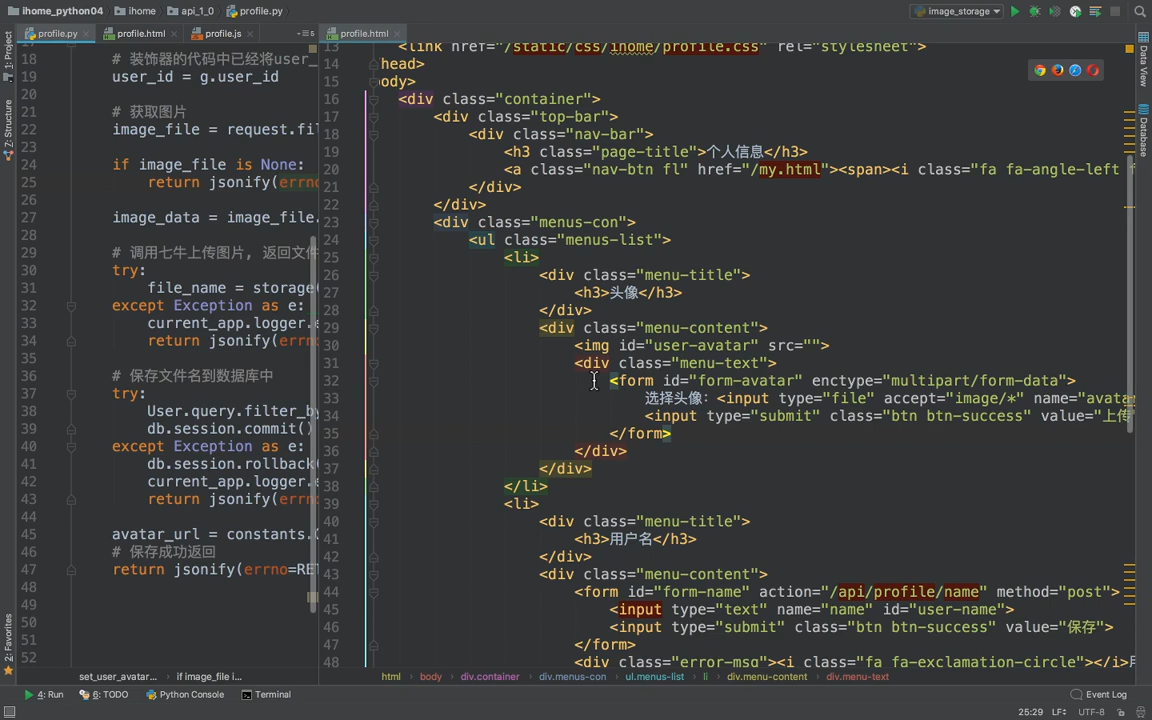 ihome_python04 ihome api_1_0 profile.py image_storage
profile.py profile.html profile.js profile.html
1: Project
Z: Structure
2: Favorites
Data View
Database
18 # 装饰器的代码中已经将user_
19 user_id = g.user_id
20
21 # 获取图片
22 image_file = request.fil
23
24 if image_file is None:
25 return jsonify(errno
26
27 image_data = image_file.
28
29 # 调用七牛上传图片, 返回文件
30 try:
31 file_name = storage(
32 except Exception as e:
33 current_app.logger.e
34 return jsonify(errn
35
36 # 保存文件名到数据库中
37 try:
38 User.query.filter_by
39 db.session.commit()
40 except Exception as e:
41 db.session.rollback(
42 current_app.logger.e
43 return jsonify(errn
44
45 avatar_url = constants.
46 # 保存成功返回
47 return jsonify(errno=RE
48
49
50
51
52
13 <link href="/static/css/ihome/profile.css" rel="stylesheet">
14 head>
15 ody>
16 <div class="container">
17 <div class="top-bar">
18 <div class="nav-bar">
19 <h3 class="page-title">个人信息</h3>
20 <a class="nav-btn fl" href="/my.html"><span><i class="fa fa-angle-left f
21 </div>
22 </div>
23 <div class="menus-con">
24 <ul class="menus-list">
25 <li>
26 <div class="menu-title">
27 <h3>头像</h3>
28 </div>
29 <div class="menu-content">
30 <img id="user-avatar" src="">
31 <div class="menu-text">
32 <form id="form-avatar" enctype="multipart/form-data">
33 选择头像: <input type="file" accept="image/*" name="avata
34 <input type="submit" class="btn btn-success" value="上传
35 </form>
36 </div>
37 </div>
38 </li>
39 <li>
40 <div class="menu-title">
41 <h3>用户名</h3>
42 </div>
43 <div class="menu-content">
44 <form id="form-name" action="/api/profile/name" method="post">
45 <input type="text" name="name" id="user-name">
46 <input type="submit" class="btn btn-success" value="保存">
47 </form>
48 <div class="error-msg"><i class="fa fa-exclamation-circle"></i>
set_user_avatar... if image_file i...
html body div.container div.menus-con ul.menus-list li div.menu-content div.menu-text
4: Run 6: TODO Python Console Terminal Event Log
25:29 LF UTF-8